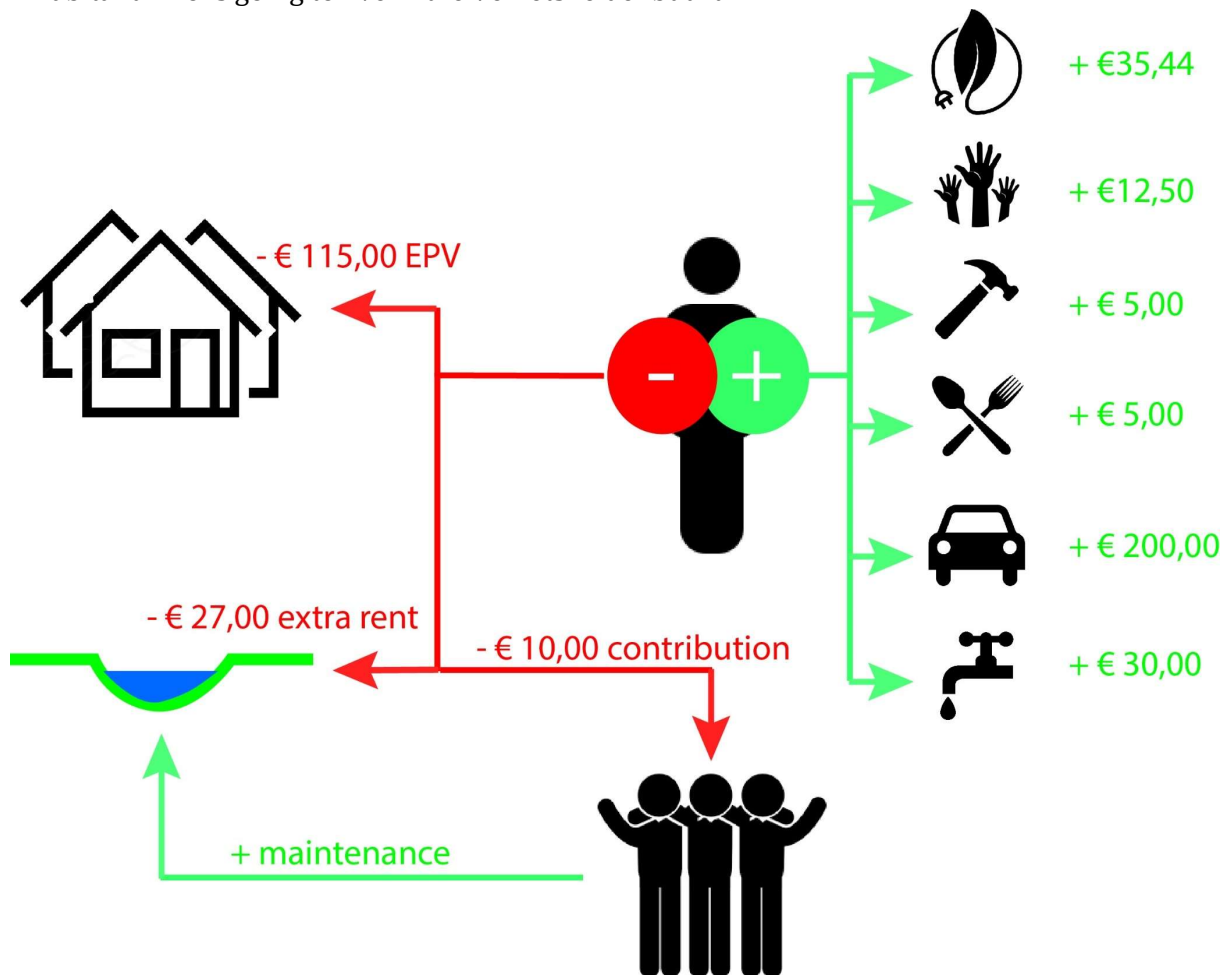 + €35,44
+ €12,50
- € 115,00 EPV
+ € 5,00
- +
+ € 5,00
+ € 200,00
- € 27,00 extra rent
- € 10,00 contribution
+ € 30,00
+ maintenance